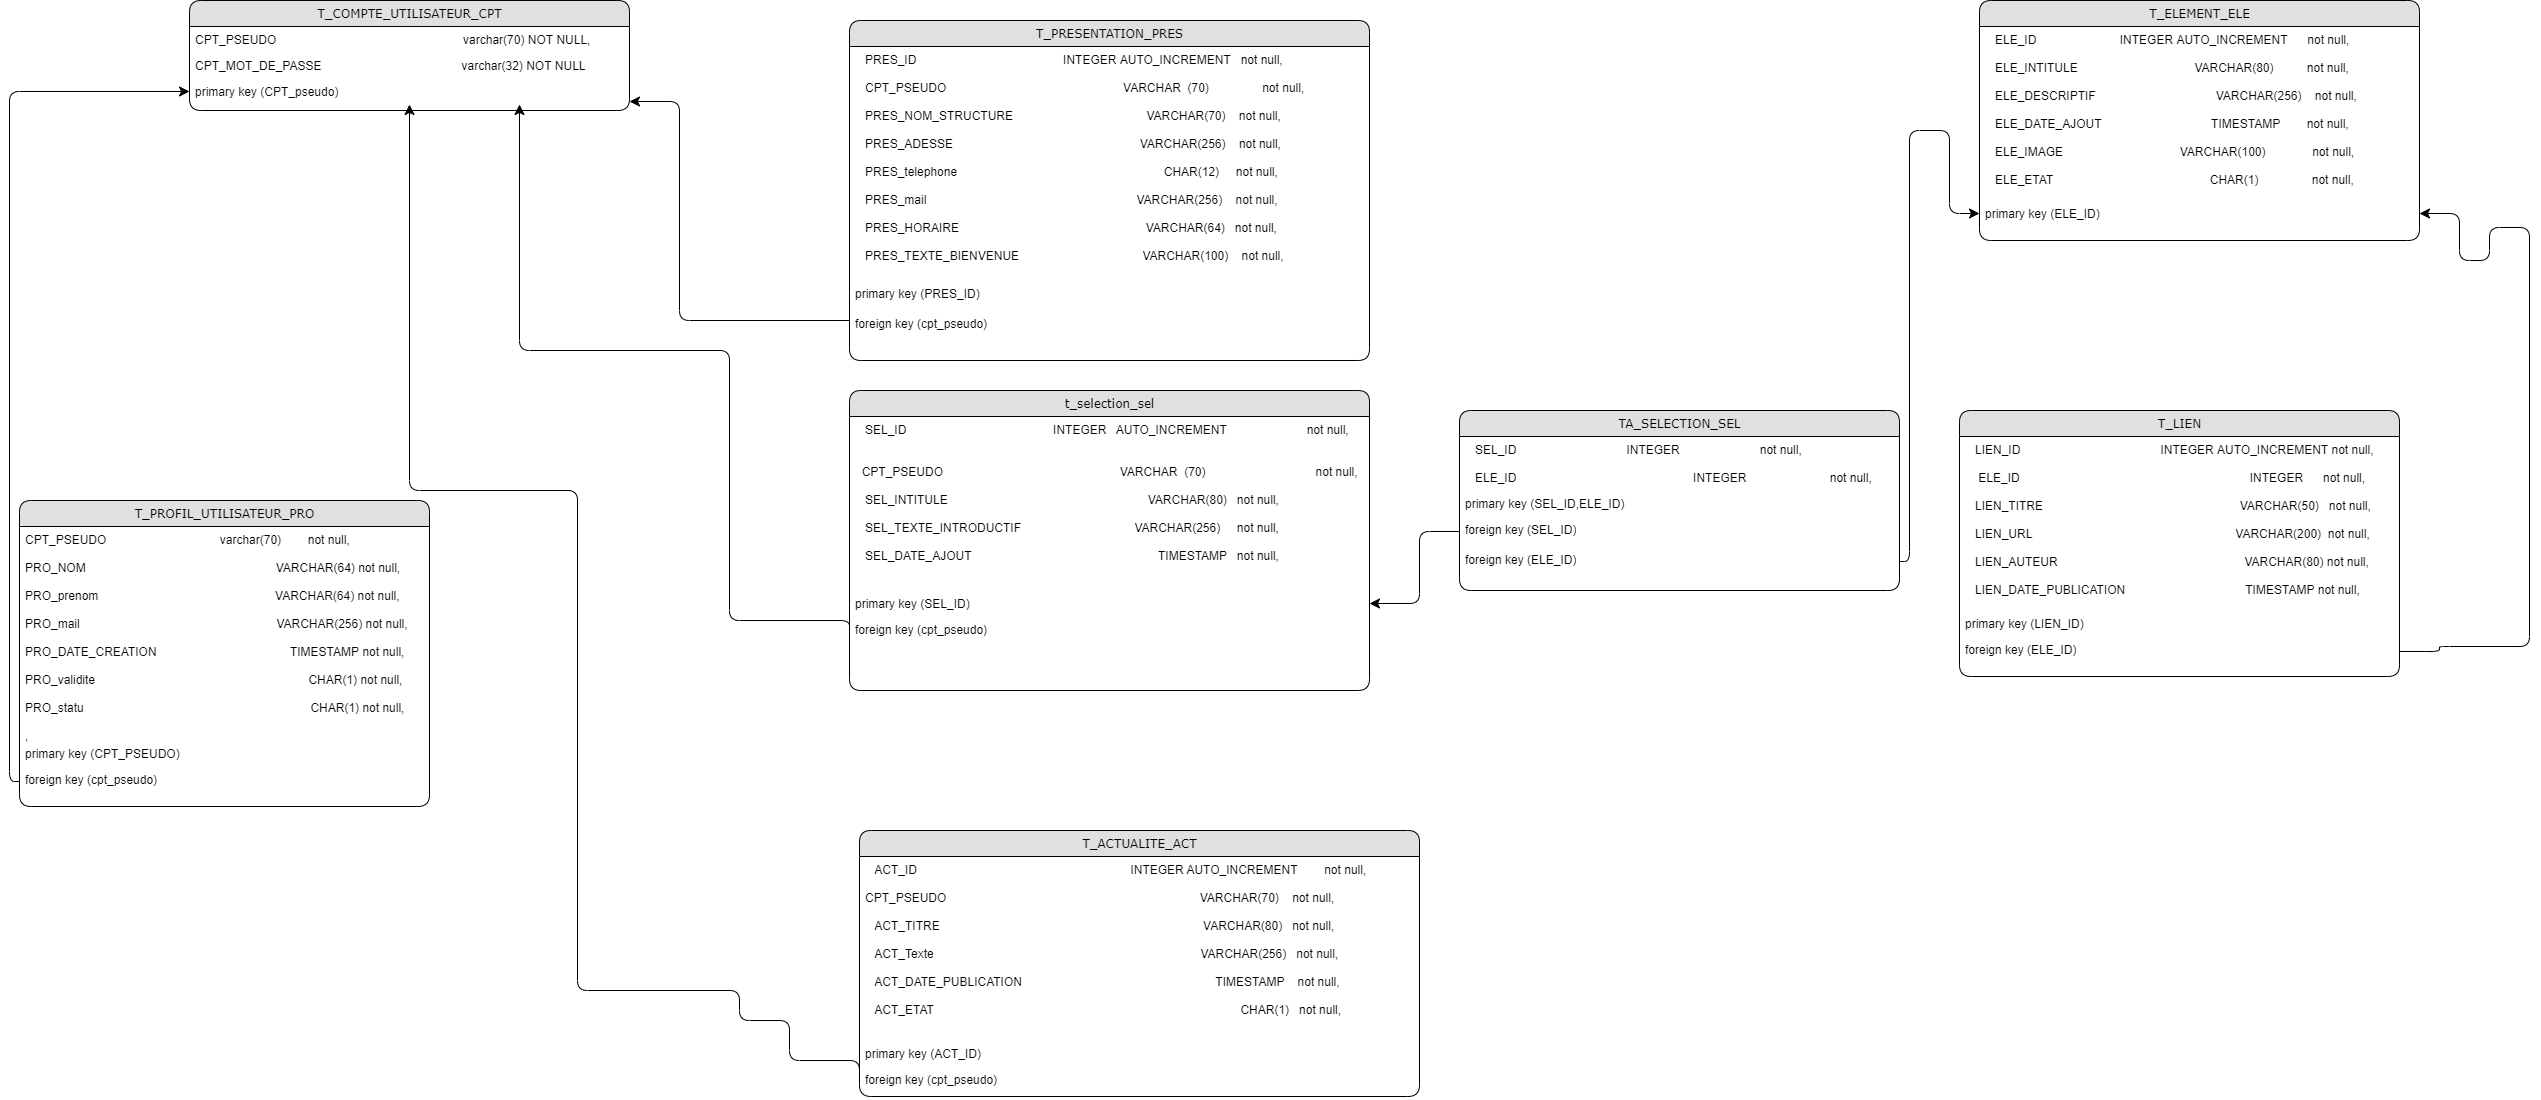 T_COMPTE_UTILISATEUR_CPT
CPT_PSEUDO varchar(70) NOT NULL,
CPT_MOT_DE_PASSE varchar(32) NOT NULL
primary key (CPT_pseudo)
T_PRESENTATION_PRES
PRES_ID INTEGER AUTO_INCREMENT not null,
CPT_PSEUDO VARCHAR (70) not null,
PRES_NOM_STRUCTURE VARCHAR(70) not null,
PRES_ADESSE VARCHAR(256) not null,
PRES_telephone CHAR(12) not null,
PRES_mail VARCHAR(256) not null,
PRES_HORAIRE VARCHAR(64) not null,
PRES_TEXTE_BIENVENUE VARCHAR(100) not null,
primary key (PRES_ID)
foreign key (cpt_pseudo)
T_ELEMENT_ELE
ELE_ID INTEGER AUTO_INCREMENT not null,
ELE_INTITULE VARCHAR(80) not null,
ELE_DESCRIPTIF VARCHAR(256) not null,
ELE_DATE_AJOUT TIMESTAMP not null,
ELE_IMAGE VARCHAR(100) not null,
ELE_ETAT CHAR(1) not null,
primary key (ELE_ID)
t_selection_sel
SEL_ID INTEGER AUTO_INCREMENT not null,
CPT_PSEUDO VARCHAR (70) not null,
SEL_INTITULE VARCHAR(80) not null,
SEL_TEXTE_INTRODUCTIF VARCHAR(256) not null,
SEL_DATE_AJOUT TIMESTAMP not null,
primary key (SEL_ID)
foreign key (cpt_pseudo)
TA_SELECTION_SEL
SEL_ID INTEGER not null,
ELE_ID INTEGER not null,
primary key (SEL_ID,ELE_ID)
foreign key (SEL_ID)
foreign key (ELE_ID)
T_LIEN
LIEN_ID INTEGER AUTO_INCREMENT not null,
ELE_ID INTEGER not null,
LIEN_TITRE VARCHAR(50) not null,
LIEN_URL VARCHAR(200) not null,
LIEN_AUTEUR VARCHAR(80) not null,
LIEN_DATE_PUBLICATION TIMESTAMP not null,
primary key (LIEN_ID)
foreign key (ELE_ID)
T_PROFIL_UTILISATEUR_PRO
CPT_PSEUDO varchar(70) not null,
PRO_NOM VARCHAR(64) not null,
PRO_prenom VARCHAR(64) not null,
PRO_mail VARCHAR(256) not null,
PRO_DATE_CREATION TIMESTAMP not null,
PRO_validite CHAR(1) not null,
PRO_statu CHAR(1) not null,
,
primary key (CPT_PSEUDO)
foreign key (cpt_pseudo)
T_ACTUALITE_ACT
ACT_ID INTEGER AUTO_INCREMENT not null,
CPT_PSEUDO VARCHAR(70) not null,
ACT_TITRE VARCHAR(80) not null,
ACT_Texte VARCHAR(256) not null,
ACT_DATE_PUBLICATION TIMESTAMP not null,
ACT_ETAT CHAR(1) not null,
primary key (ACT_ID)
foreign key (cpt_pseudo)